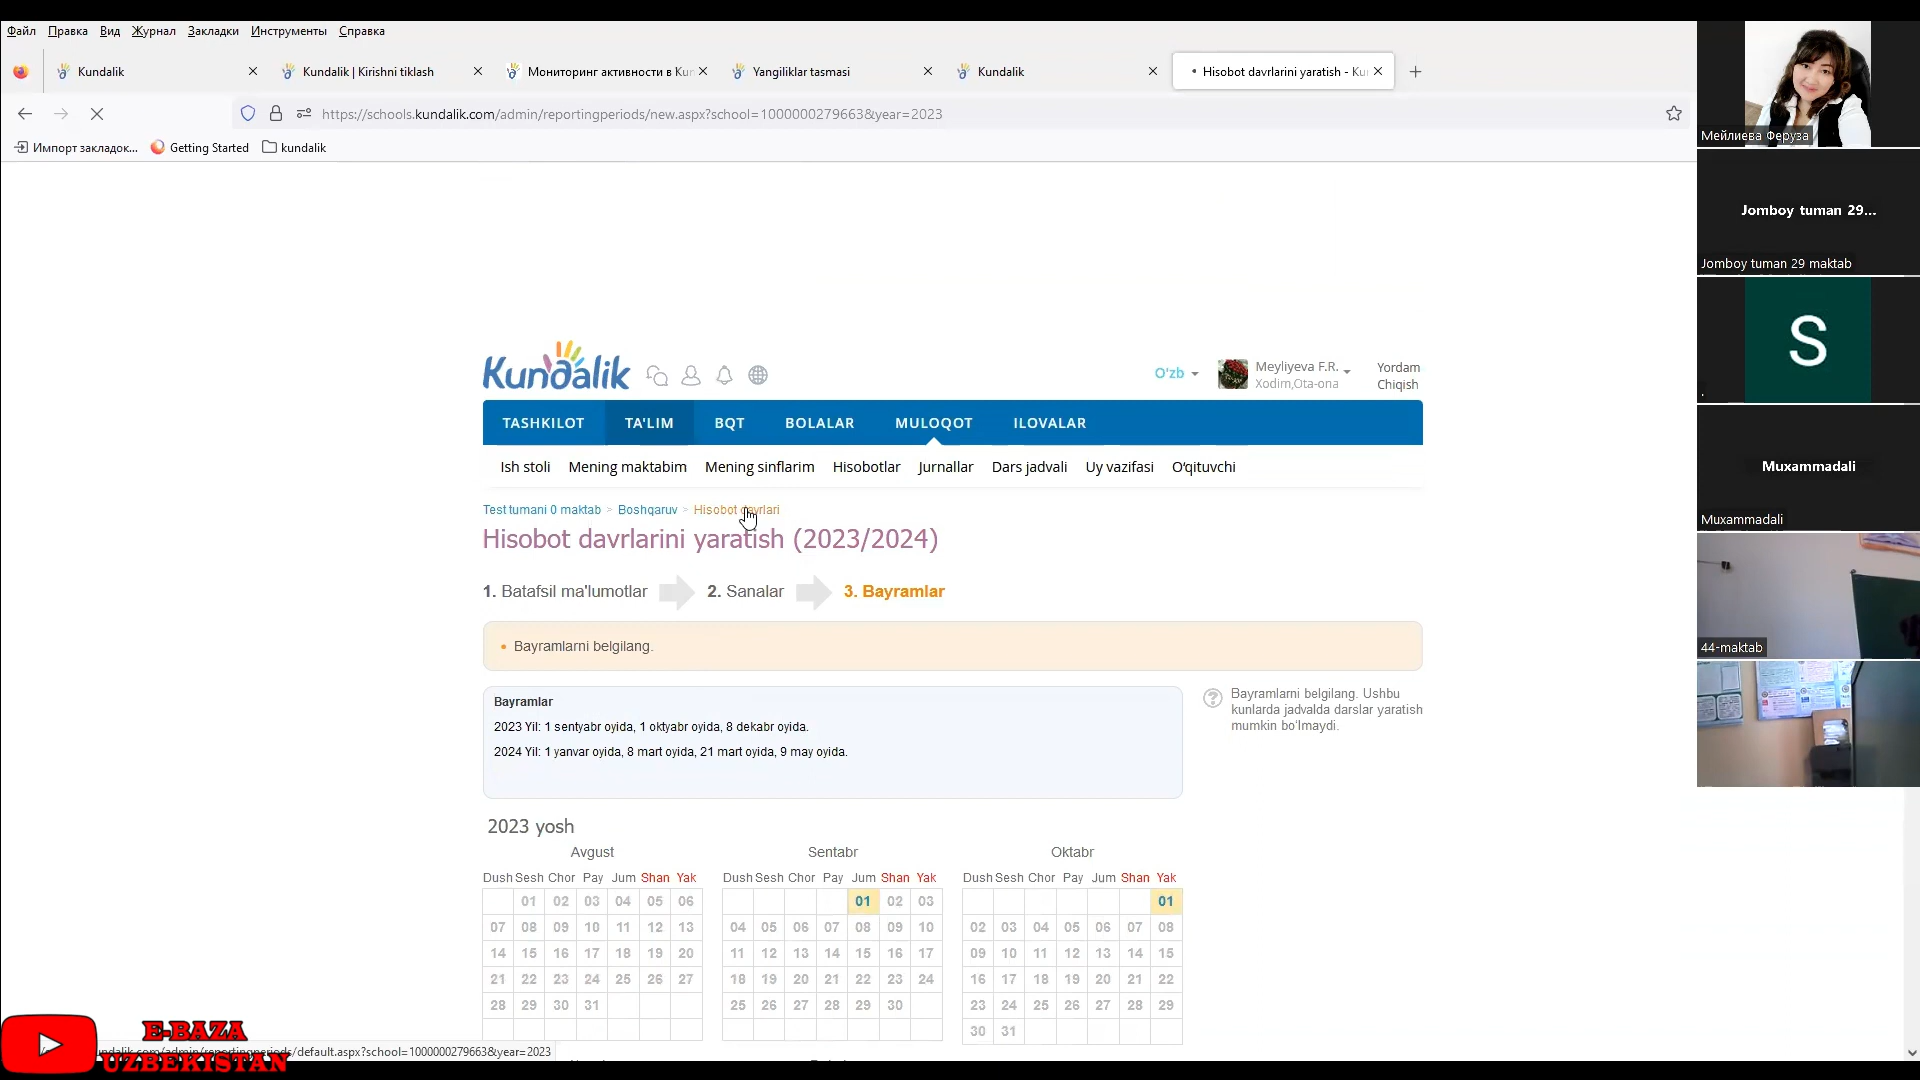 Файл Правка Вид Журнал Закладки Инструменты Справка
Kundalik
Kundalik | Kirishni tiklash
Мониторинг активности в Kun
Yangiliklar tasmasi
Kundalik
Hisobot davrlarini yaratish - Ku
https://schools.kundalik.com/admin/reportingperiods/new.aspx?school=1000000279663&year=2023
Импорт закладок... Getting Started kundalik
Kundalik
O'zb
Meyliyeva F.R.
Xodim,Ota-ona
Yordam
Chiqish
TASHKILOT TA'LIM BQT BOLALAR MULOQOT ILOVALAR
Ish stoli Mening maktabim Mening sinflarim Hisobotlar Jurnallar Dars jadvali Uy vazifasi O'qituvchi
Test tumani 0 maktab > Boshqaruv > Hisobot davrlari
Hisobot davrlarini yaratish (2023/2024)
1. Batafsil ma'lumotlar 2. Sanalar 3. Bayramlar
• Bayramlarni belgilang.
Bayramlar
2023 Yil: 1 sentyabr oyida, 1 oktyabr oyida, 8 dekabr oyida.
2024 Yil: 1 yanvar oyida, 8 mart oyida, 21 mart oyida, 9 may oyida.
Bayramlarni belgilang. Ushbu
kunlarda jadvalda darslar yaratish
mumkin bo'lmaydi.
2023 yosh
Avgust Sentabr Oktabr
Dush Sesh Chor Pay Jum Shan Yak Dush Sesh Chor Pay Jum Shan Yak Dush Sesh Chor Pay Jum Shan Yak
01 02 03 04 05 06 01 02 03 01
07 08 09 10 11 12 13 04 05 06 07 08 09 10 02 03 04 05 06 07 08
14 15 16 17 18 19 20 11 12 13 14 15 16 17 09 10 11 12 13 14 15
21 22 23 24 25 26 27 18 19 20 21 22 23 24 16 17 18 19 20 21 22
28 29 30 31 25 26 27 28 29 30 23 24 25 26 27 28 29
30 31
ndalik.com/admin/reportingperiods/default.aspx?school=1000000279663&year=2023
E-BAZA
UZBEKISTAN
Мейлиева Феруза
Jomboy tuman 29...
Jomboy tuman 29 maktab
S
.
Muxammadali
Muxammadali
44-maktab